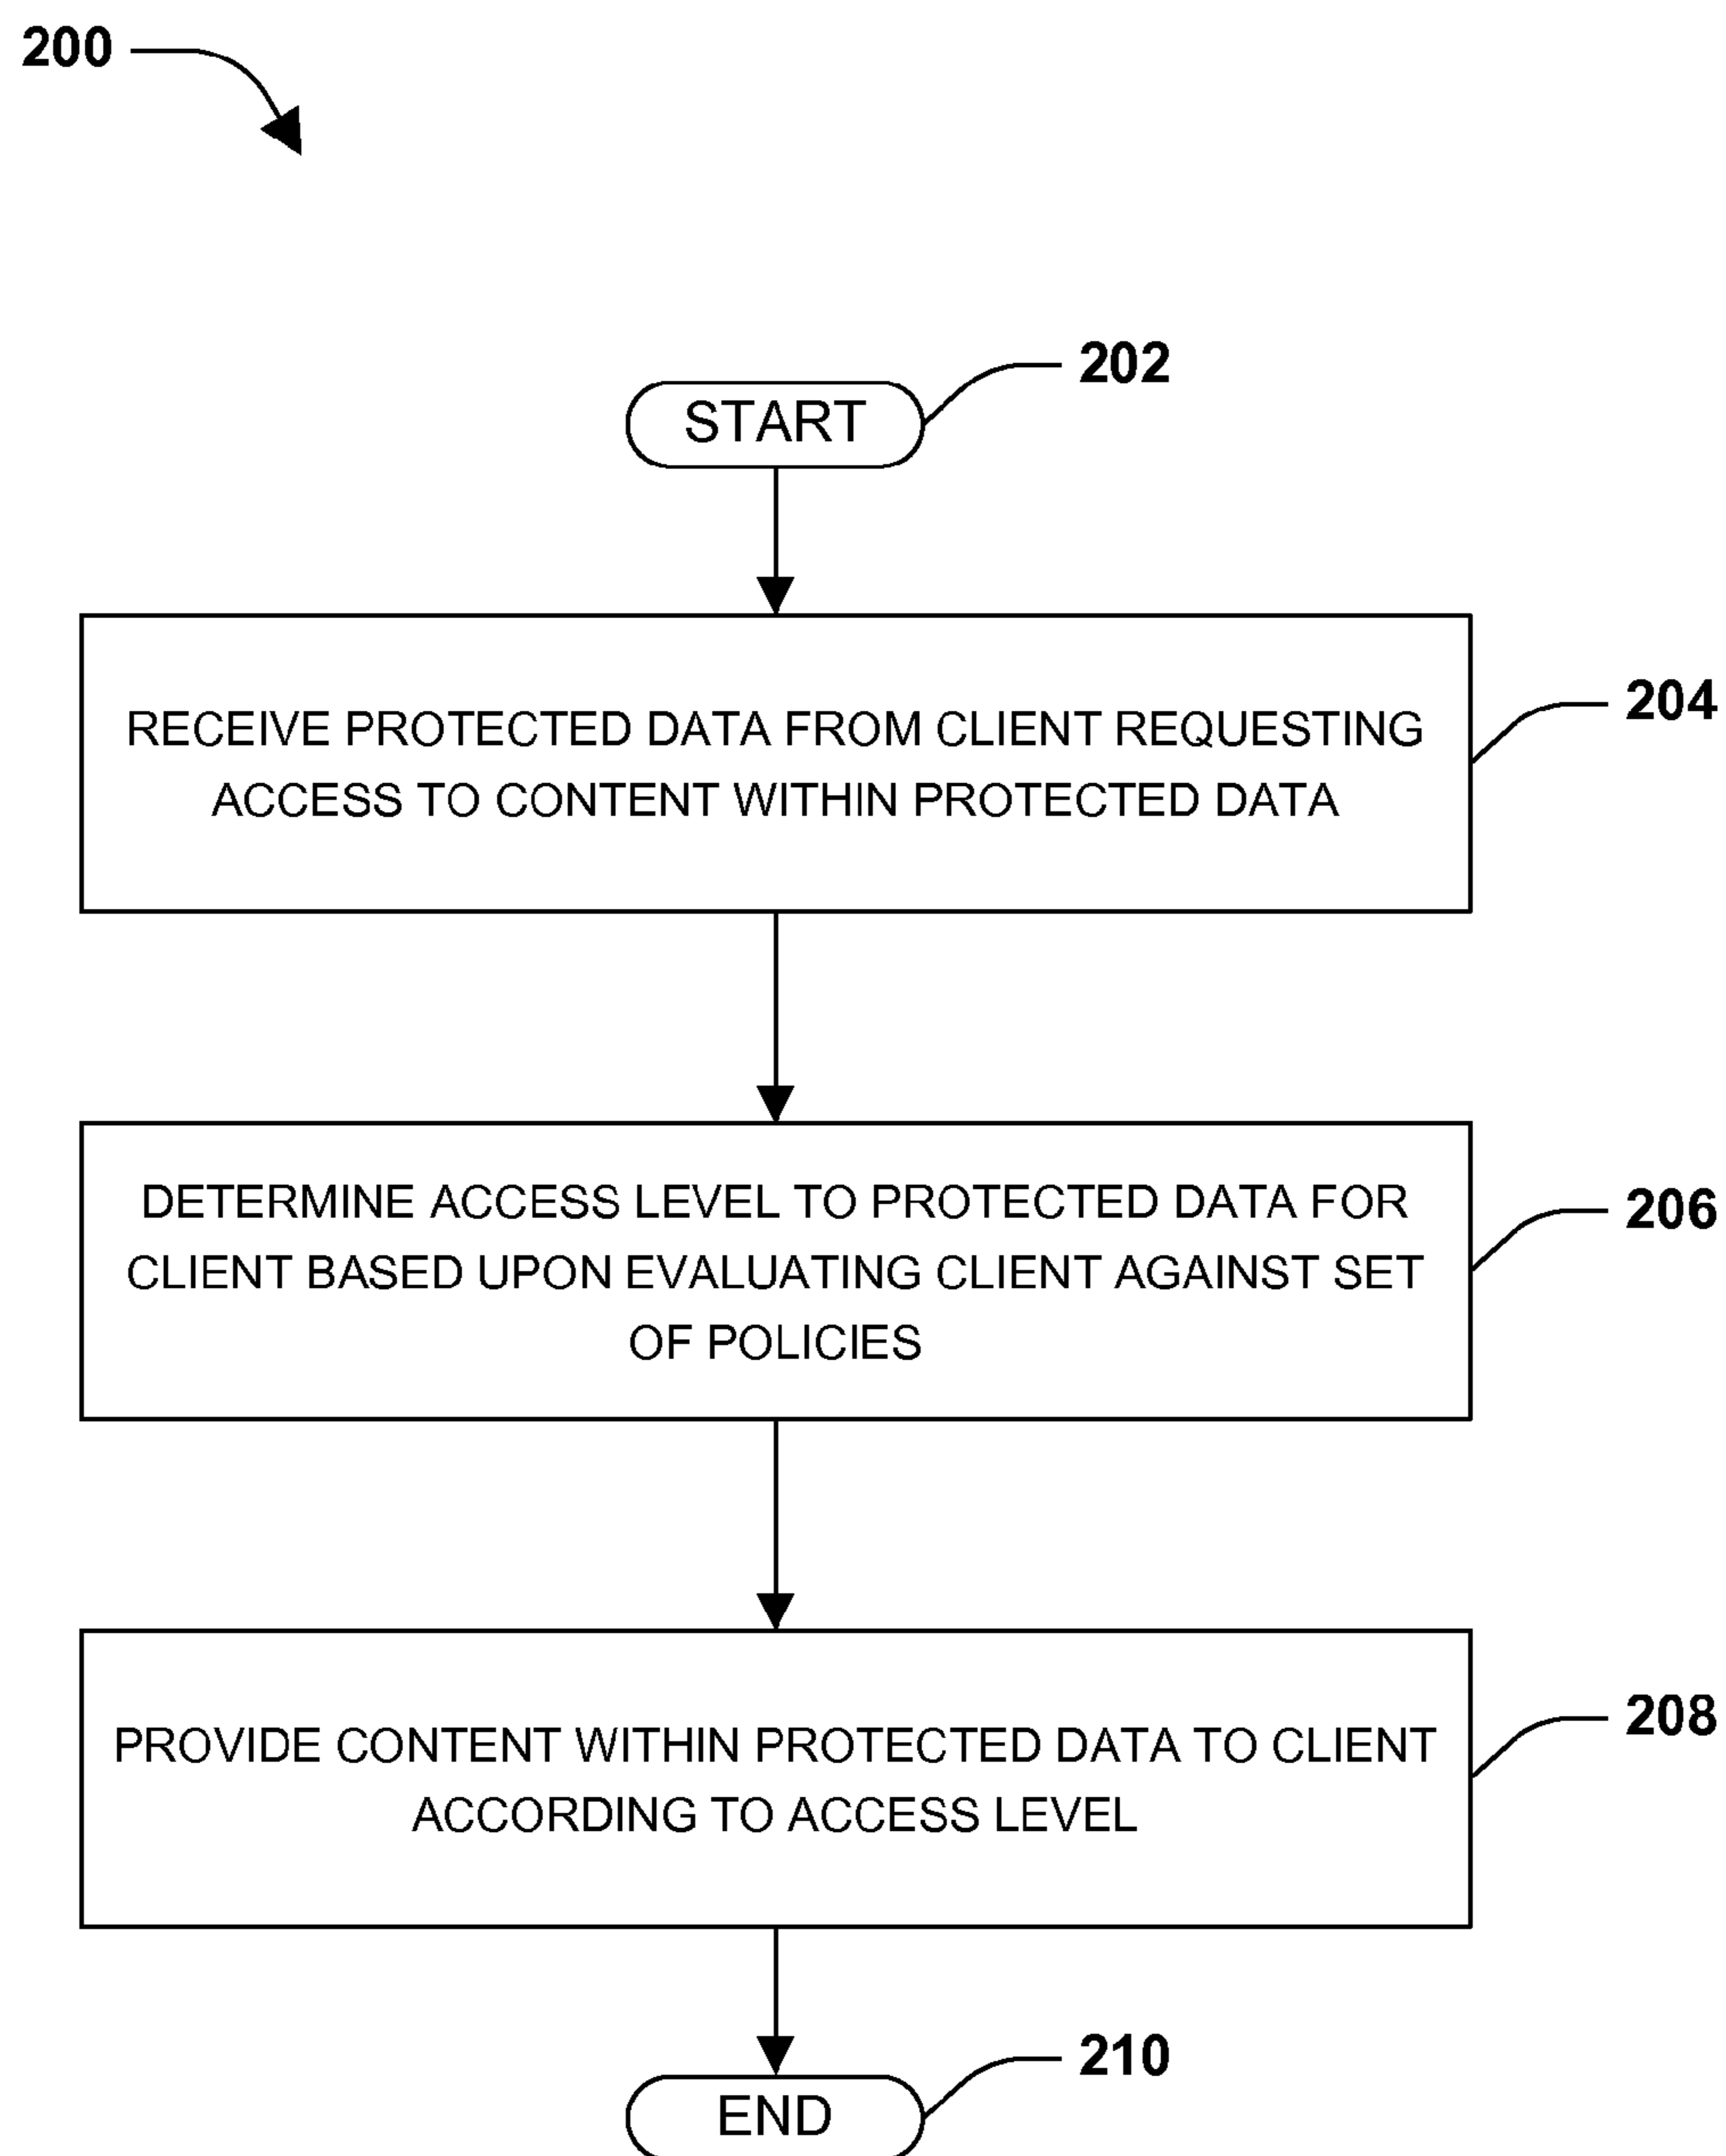 200
202
START
204
RECEIVE PROTECTED DATA FROM CLIENT REQUESTING
ACCESS TO CONTENT WITHIN PROTECTED DATA
206
DETERMINE ACCESS LEVEL TO PROTECTED DATA FOR
CLIENT BASED UPON EVALUATING CLIENT AGAINST SET
OF POLICIES
208
PROVIDE CONTENT WITHIN PROTECTED DATA TO CLIENT
ACCORDING TO ACCESS LEVEL
210
END